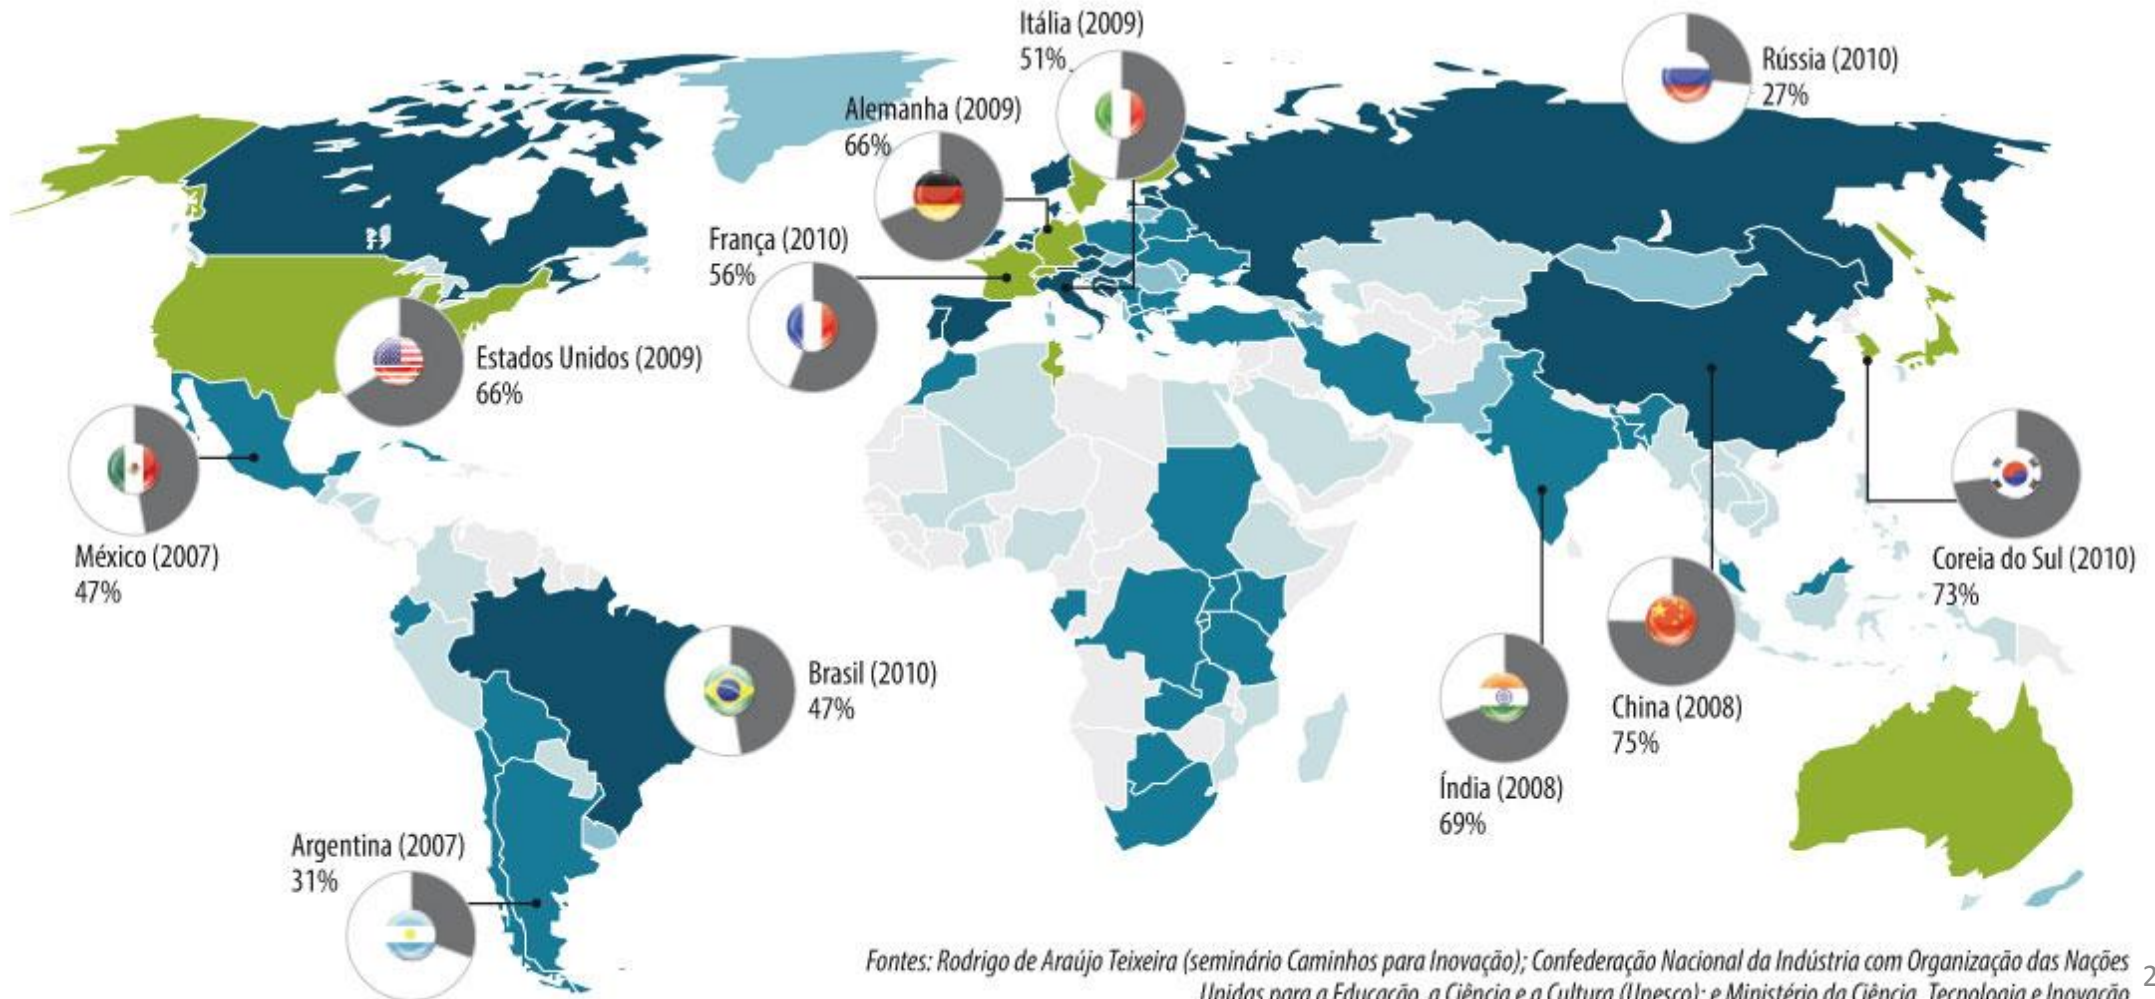 Itália (2009)
51%
Rússia (2010)
27%
Alemanha (2009)
66%
França (2010)
56%
Estados Unidos (2009)
66%
México (2007)
47%
Coreia do Sul (2010)
73%
Brasil (2010)
47%
China (2008)
75%
Índia (2008)
69%
Argentina (2007)
31%
Fontes: Rodrigo de Araújo Teixeira (seminário Caminhos para Inovação); Confederação Nacional da Indústria com Organização das Nações
Unidas para a Educação, a Ciência e a Cultura (Unesco); e Ministério da Ciência, Tecnologia e Inovação
2